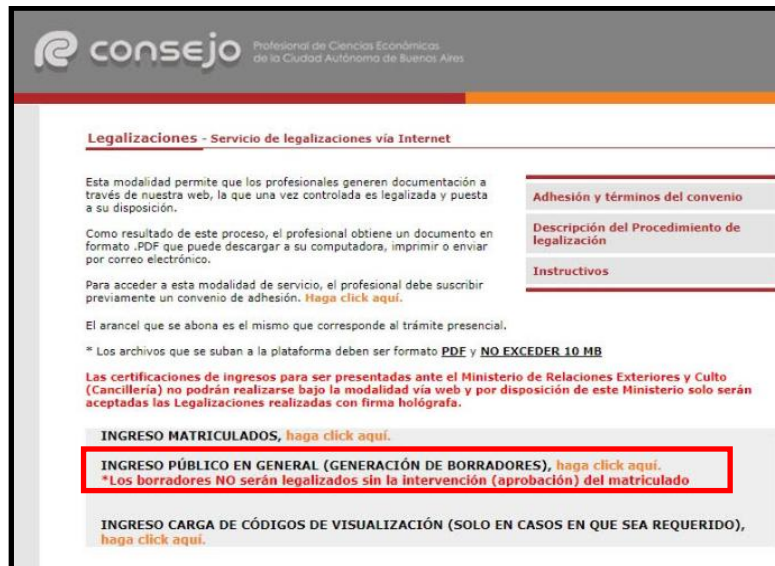 consejo
Profesional de Ciencias Económicas
de la Ciudad Autónoma de Buenos Aires
Legalizaciones - Servicio de legalizaciones vía Internet
Esta modalidad permite que los profesionales generen documentación a
través de nuestra web, la que una vez controlada es legalizada y puesta
a su disposición.
Como resultado de este proceso, el profesional obtiene un documento en
formato .PDF que puede descargar a su computadora, imprimir o enviar
por correo electrónico.
Para acceder a esta modalidad de servicio, el profesional debe suscribir
previamente un convenio de adhesión. Haga click aquí.
El arancel que se abona es el mismo que corresponde al trámite presencial.
Adhesión y términos del convenio
Descripción del Procedimiento de
legalización
Instructivos
* Los archivos que se suban a la plataforma deben ser formato PDF y NO EXCEDER 10 MB
Las certificaciones de ingresos para ser presentadas ante el Ministerio de Relaciones Exteriores y Culto
(Cancillería) no podrán realizarse bajo la modalidad vía web y por disposición de este Ministerio solo serán
aceptadas las Legalizaciones realizadas con firma hológrafa.
INGRESO MATRICULADOS, haga click aquí.
INGRESO PÚBLICO EN GENERAL (GENERACIÓN DE BORRADORES), haga click aquí.
*Los borradores NO serán legalizados sin la intervención (aprobación) del matriculado
INGRESO CARGA DE CÓDIGOS DE VISUALIZACIÓN (SOLO EN CASOS EN QUE SEA REQUERIDO),
haga click aquí.